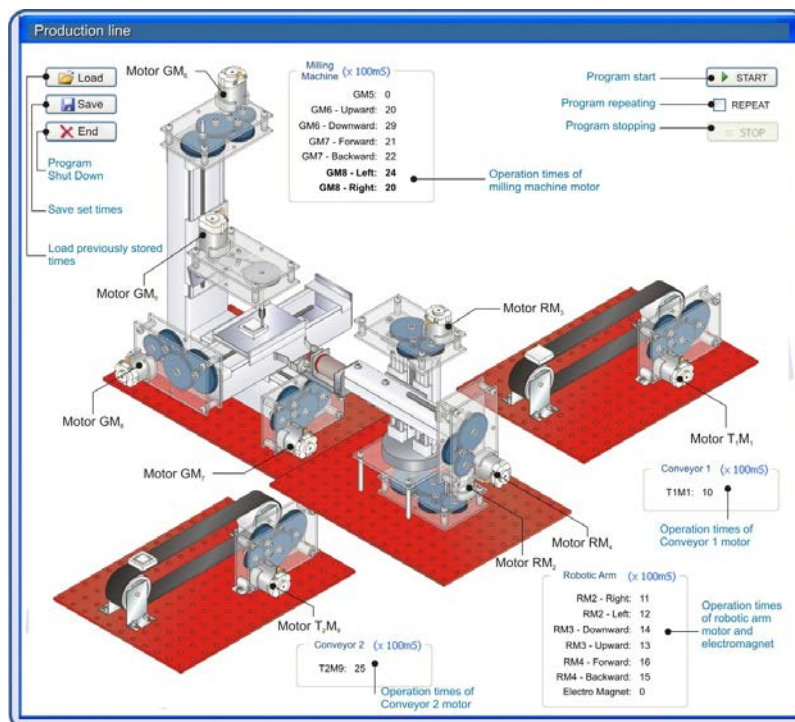 Production line
Load
Save
End
Program
Shut Down
Save set times
Load previously stored
times
Motor GM₆
Milling
Machine (x 100mS)
GM5: 0
GM6 - Upward: 20
GM6 - Downward: 29
GM7 - Forward: 21
GM7 - Backward: 22
GM8 - Left: 24
GM8 - Right: 20
Operation times of
milling machine motor
Program start
START
Program repeating
REPEAT
Program stopping
STOP
Motor GM₅
Motor RM₃
Motor GM₈
Motor GM₇
Motor T₁M₁
Conveyor 1 (x 100mS)
T1M1: 10
Operation times of
Conveyor 1 motor
Motor RM₄
Motor RM₂
Robotic Arm (x 100mS)
RM2 - Right: 11
RM2 - Left: 12
RM3 - Downward: 14
RM3 - Upward: 13
RM4 - Forward: 16
RM4 - Backward: 15
Electro Magnet: 0
Operation times
of robotic arm
motor and
electromagnet
Motor T₂M₉
Conveyor 2 (x 100mS)
T2M9: 25
Operation times of
Conveyor 2 motor